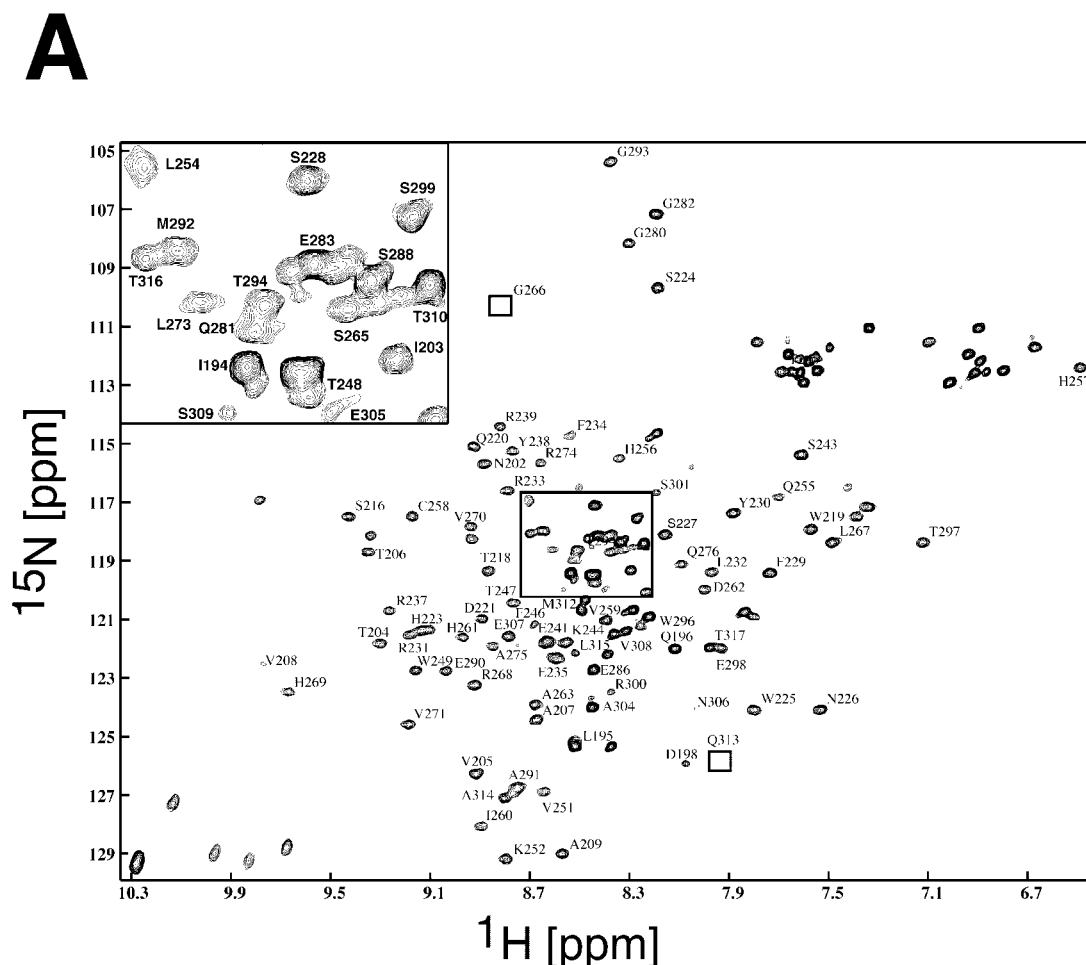 A
105
107
109
111
113
115
117
119
121
123
125
127
129
15N [ppm]
10.3
9.9
9.5
9.1
8.7
8.3
7.9
7.5
7.1
6.7
1H [ppm]
L254
S228
S299
M292
E283
S288
T316
T294
L273
Q281
S265
T310
I194
I203
T248
S309
E305
G293
G282
G280
S224
G266
H257
R239
F234
Q220
Y238
H256
S243
N202
R274
R233
S301
Q255
S216
C258
Y230
V270
W219
S227
L267
T297
T206
T218
Q276
L232
F229
D262
T247
R237
D221
F246
M312
V259
W296
H223
E307
T204
H261
E241
K244
Q196
T317
R231
A275
L315
V308
E298
V208
W249
E290
E235
E286
R268
R300
H269
A263
N306
W225
N226
A207
A304
V271
L195
Q313
D198
V205
A291
A314
V251
I260
K252
A209